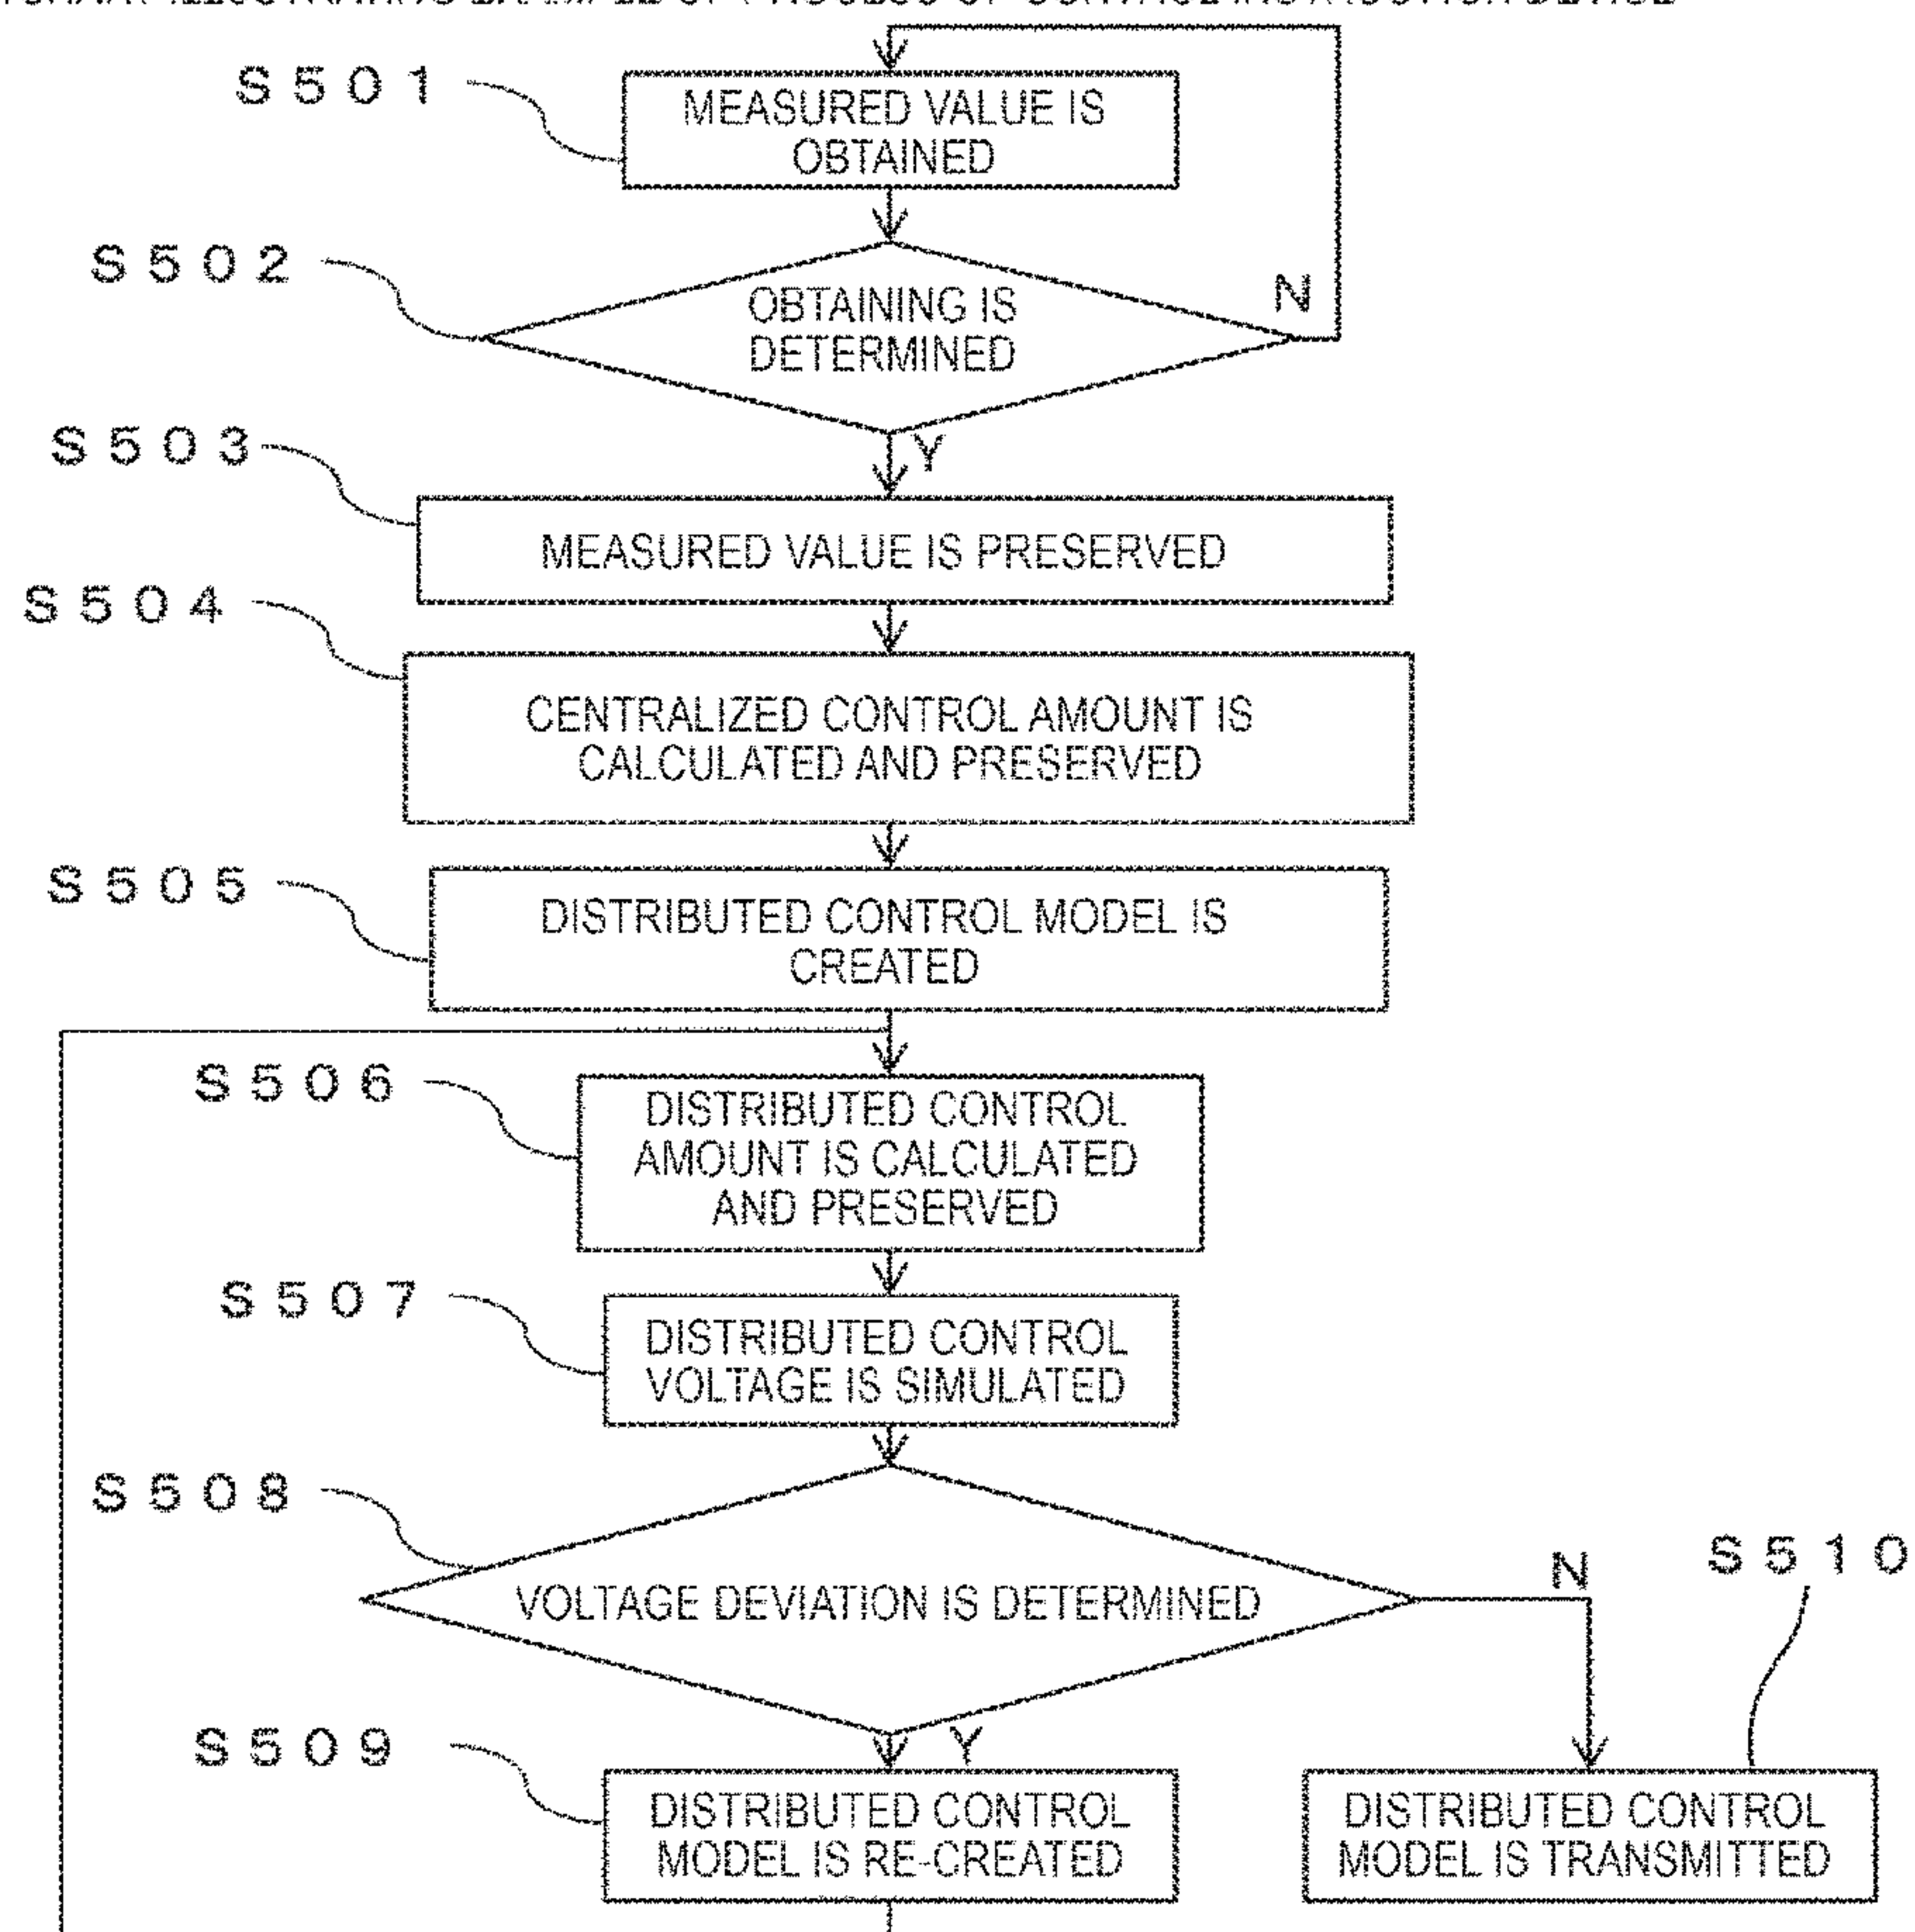 S501
MEASURED VALUE IS
OBTAINED
S502
OBTAINING IS
DETERMINED
N
Y
S503
MEASURED VALUE IS PRESERVED
S504
CENTRALIZED CONTROL AMOUNT IS
CALCULATED AND PRESERVED
S505
DISTRIBUTED CONTROL MODEL IS
CREATED
S506
DISTRIBUTED CONTROL
AMOUNT IS CALCULATED
AND PRESERVED
S507
DISTRIBUTED CONTROL
VOLTAGE IS SIMULATED
S508
VOLTAGE DEVIATION IS DETERMINED
N
S510
Y
S509
DISTRIBUTED CONTROL
MODEL IS RE-CREATED
DISTRIBUTED CONTROL
MODEL IS TRANSMITTED